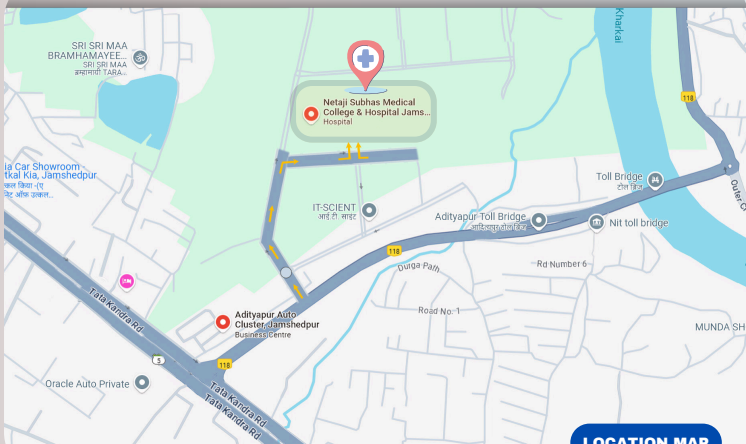 SRI SRI MAA
BRAMHAMAYEE...
SRI SRI MAA
ब्रम्हामायी TARA...
Kharkai
118
Netaji Subhas Medical
College & Hospital Jams...
Hospital
ia Car Showroom
tkal Kia, Jamshedpur
Toll Bridge
टोल ब्रिज
Outer C
IT-SCIENT
आई.टी. साइंट
Adityapur Toll Bridge
आदित्यपुर टोल ब्रिज
Nit toll bridge
118
Durga Path
Rd Number 6
Tata Kandra Rd
Adityapur Auto
Cluster Jamshedpur
Business Centre
Road No. 1
MUNDA SH
5
118
Oracle Auto Private
Tata Kandra Rd
Tata Kandra Rd
LOCATION MAP